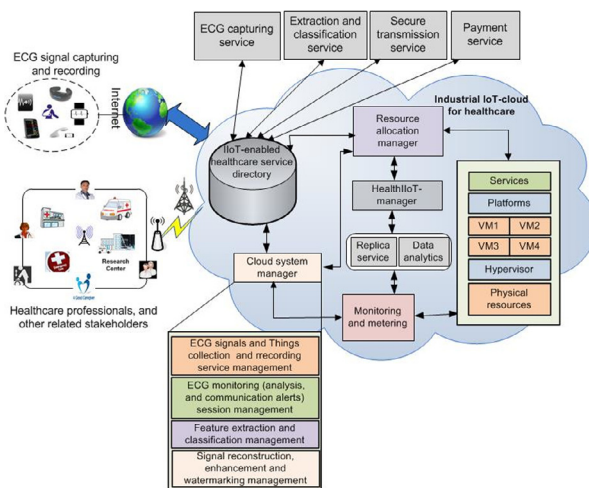 ECG capturing
service
Extraction and
classification
service
Secure
transmission
service
Payment
service
ECG signal capturing
and recording
Internet
Industrial IoT-cloud
for healthcare
IIoT-enabled
healthcare service
directory
Resource
allocation
manager
HealthIIoT-
manager
Replica
service
Data
analytics
Cloud system
manager
Monitoring
and metering
Services
Platforms
VM1
VM2
VM3
VM4
Hypervisor
Physical
resources
Research
Center
Healthcare professionals, and
other related stakeholders
ECG signals and Things
collection and rrecording
service management
ECG monitoring (analysis,
and communication alerts)
session management
Feature extraction and
classification management
Signal reconstruction,
enhancement and
watermarking management